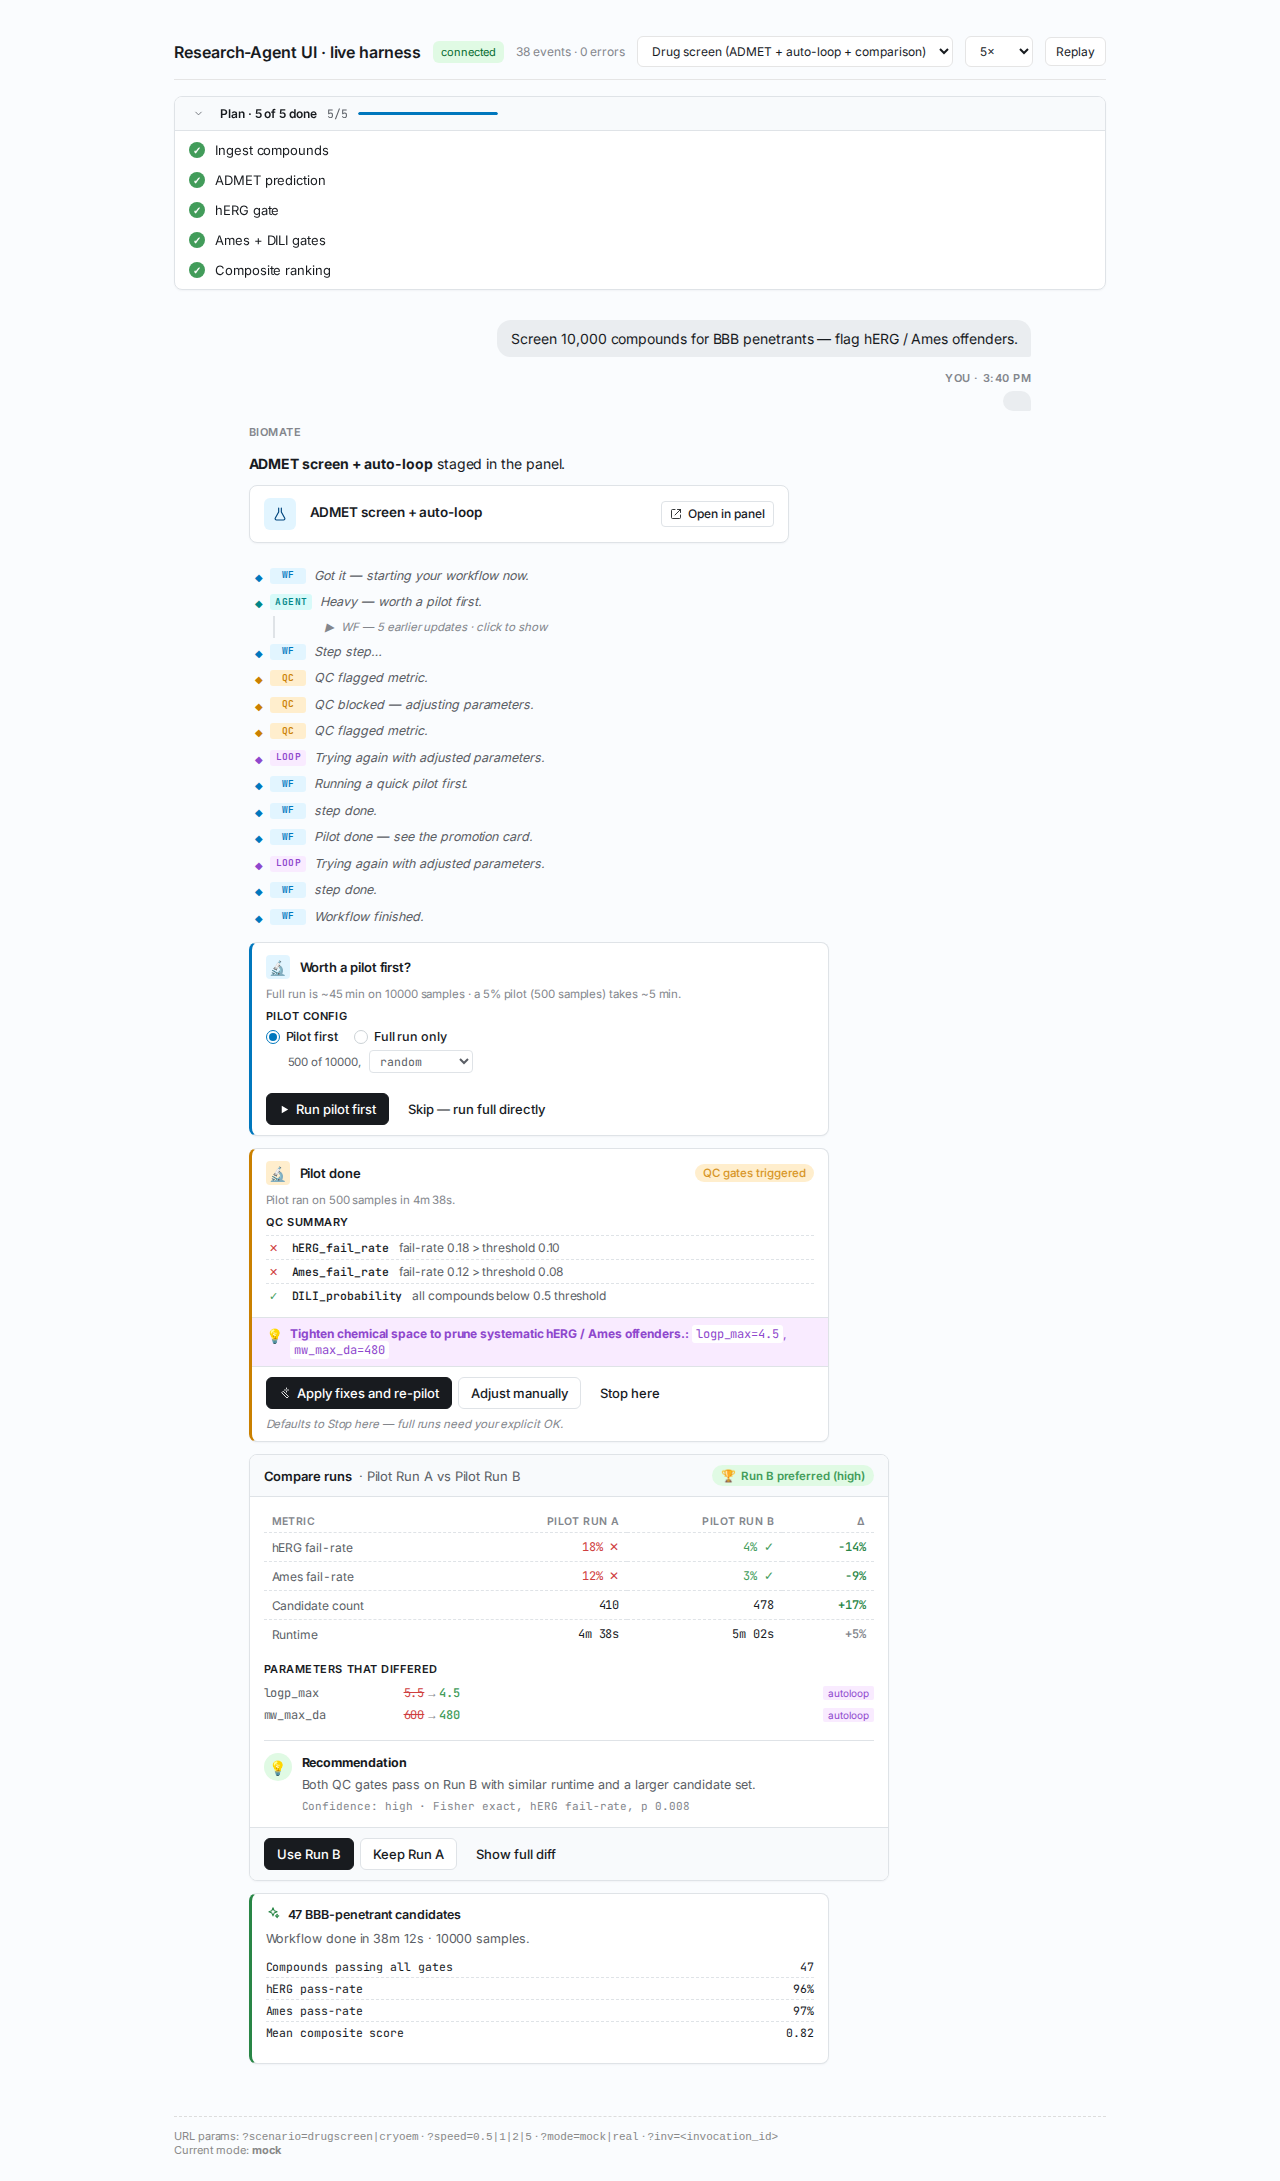 Research-Agent UI · live harness connected 38 events · 0 errors Drug screen (ADMET + auto-loop + comparison) 5× Replay
Plan · 5 of 5 done 5/5
Ingest compounds
ADMET prediction
hERG gate
Ames + DILI gates
Composite ranking
Screen 10,000 compounds for BBB penetrants — flag hERG / Ames offenders.
YOU · 3:40 PM
BIOMATE
ADMET screen + auto-loop staged in the panel.
ADMET screen + auto-loop Open in panel
WF Got it — starting your workflow now.
AGENT Heavy — worth a pilot first.
▶ WF — 5 earlier updates · click to show
WF Step step…
QC QC flagged metric.
QC QC blocked — adjusting parameters.
QC QC flagged metric.
LOOP Trying again with adjusted parameters.
WF Running a quick pilot first.
WF step done.
WF Pilot done — see the promotion card.
LOOP Trying again with adjusted parameters.
WF step done.
WF Workflow finished.
Worth a pilot first?
Full run is ~45 min on 10000 samples · a 5% pilot (500 samples) takes ~5 min.
PILOT CONFIG
Pilot first Full run only
500 of 10000, random
Run pilot first Skip — run full directly
Pilot done QC gates triggered
Pilot ran on 500 samples in 4m 38s.
QC SUMMARY
✕ hERG_fail_rate fail-rate 0.18 > threshold 0.10
✕ Ames_fail_rate fail-rate 0.12 > threshold 0.08
✓ DILI_probability all compounds below 0.5 threshold
Tighten chemical space to prune systematic hERG / Ames offenders.: logp_max=4.5 ,
mw_max_da=480
Apply fixes and re-pilot Adjust manually Stop here
Defaults to Stop here — full runs need your explicit OK.
Compare runs · Pilot Run A vs Pilot Run B Run B preferred (high)
METRIC PILOT RUN A PILOT RUN B Δ
hERG fail-rate 18% ✕ 4% ✓ -14%
Ames fail-rate 12% ✕ 3% ✓ -9%
Candidate count 410 478 +17%
Runtime 4m 38s 5m 02s +5%
PARAMETERS THAT DIFFERED
logp_max 5.5 → 4.5 autoloop
mw_max_da 600 → 480 autoloop
Recommendation
Both QC gates pass on Run B with similar runtime and a larger candidate set.
Confidence: high · Fisher exact, hERG fail-rate, p 0.008
Use Run B Keep Run A Show full diff
47 BBB-penetrant candidates
Workflow done in 38m 12s · 10000 samples.
Compounds passing all gates 47
hERG pass-rate 96%
Ames pass-rate 97%
Mean composite score 0.82
URL params: ?scenario=drugscreen|cryoem · ?speed=0.5|1|2|5 · ?mode=mock|real · ?inv=<invocation_id>
Current mode: mock